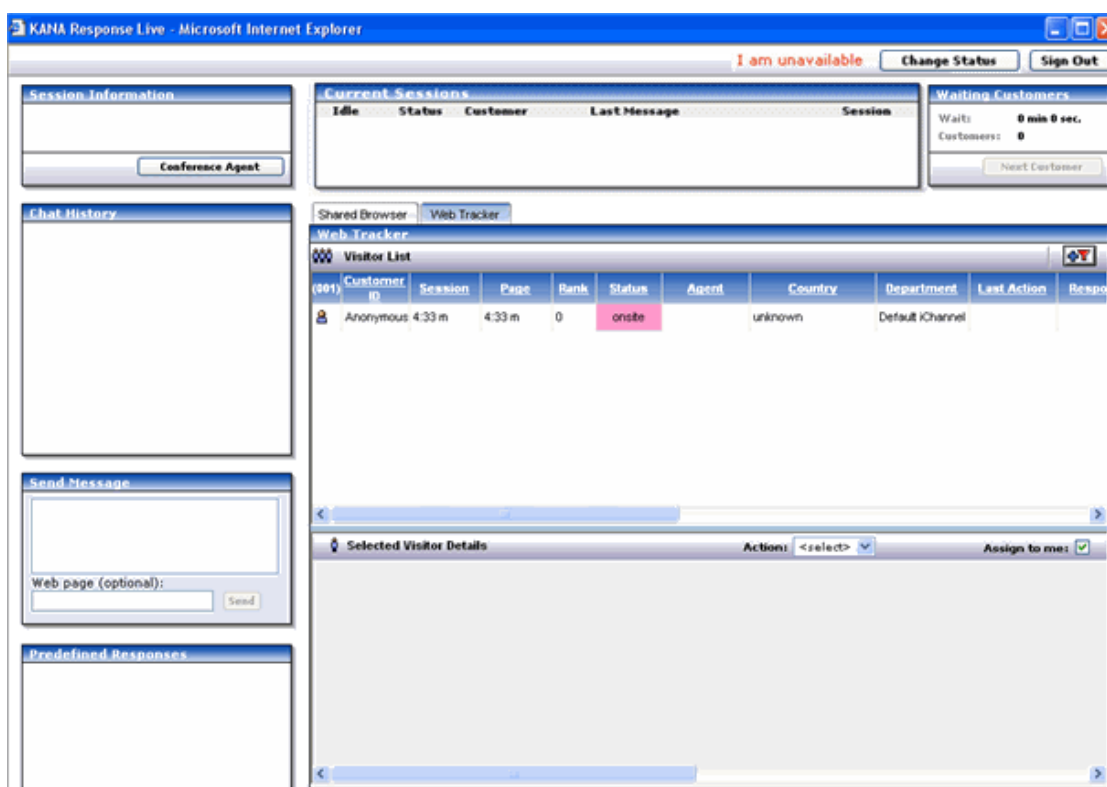 KANA Response Live - Microsoft Internet Explorer
I am unavailable Change Status Sign Out
Session Information
Conference Agent
Current Sessions
Idle Status Customer Last Message Session
Waiting Customers
Wait: 0 min 0 sec.
Customers: 0
Next Customer
Chat History
Shared Browser Web Tracker
Web Tracker
Visitor List
(001) Customer ID Session Page Rank Status Agent Country Department Last Action Respo
Anonymous 4:33 m 4:33 m 0 onsite unknown Default iChannel
Send Message
Web page (optional):
Send
Selected Visitor Details Action: <select> Assign to me:
Predefined Responses